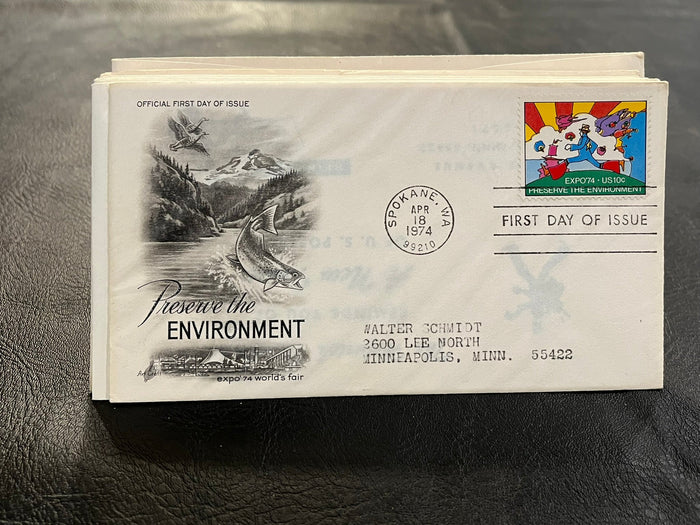 OFFICIAL FIRST DAY OF ISSUE
EXPO'74 · US10¢
PRESERVE THE ENVIRONMENT
SPOKANE, WA
APR
18
1974
99210
FIRST DAY OF ISSUE
Preserve the
ENVIRONMENT
expo '74 world's fair
WALTER SCHMIDT
3600 LEE NORTH
MINNEAPOLIS, MINN. 55422